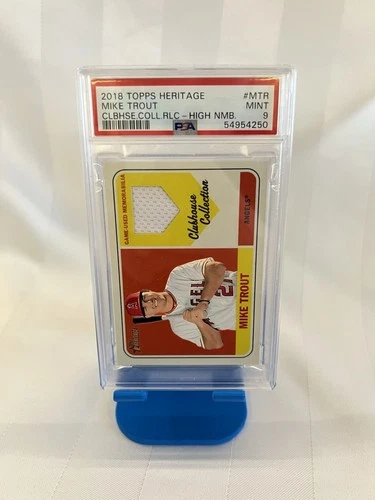 2018 TOPPS HERITAGE #MTR
MIKE TROUT MINT
CLBHSE.COLL.RLC - HIGH NMB. 9
PSA 54954250
GAME-USED MEMORABILIA
Clubhouse
Collection
ANGELS
MIKE TROUT
Heritage